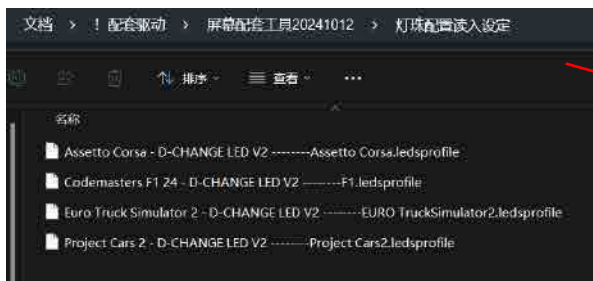 文档 › ！配套驱动 › 屏幕配套工具20241012 › 灯珠配置读入设定
排序 查看 ...
名称
Assetto Corsa - D-CHANGE LED V2 --------Assetto Corsa.ledsprofile
Codemasters F1 24 - D-CHANGE LED V2 --------F1.ledsprofile
Euro Truck Simulator 2 - D-CHANGE LED V2 --------EURO TruckSimulator2.ledsprofile
Project Cars 2 - D-CHANGE LED V2 --------Project Cars2.ledsprofile